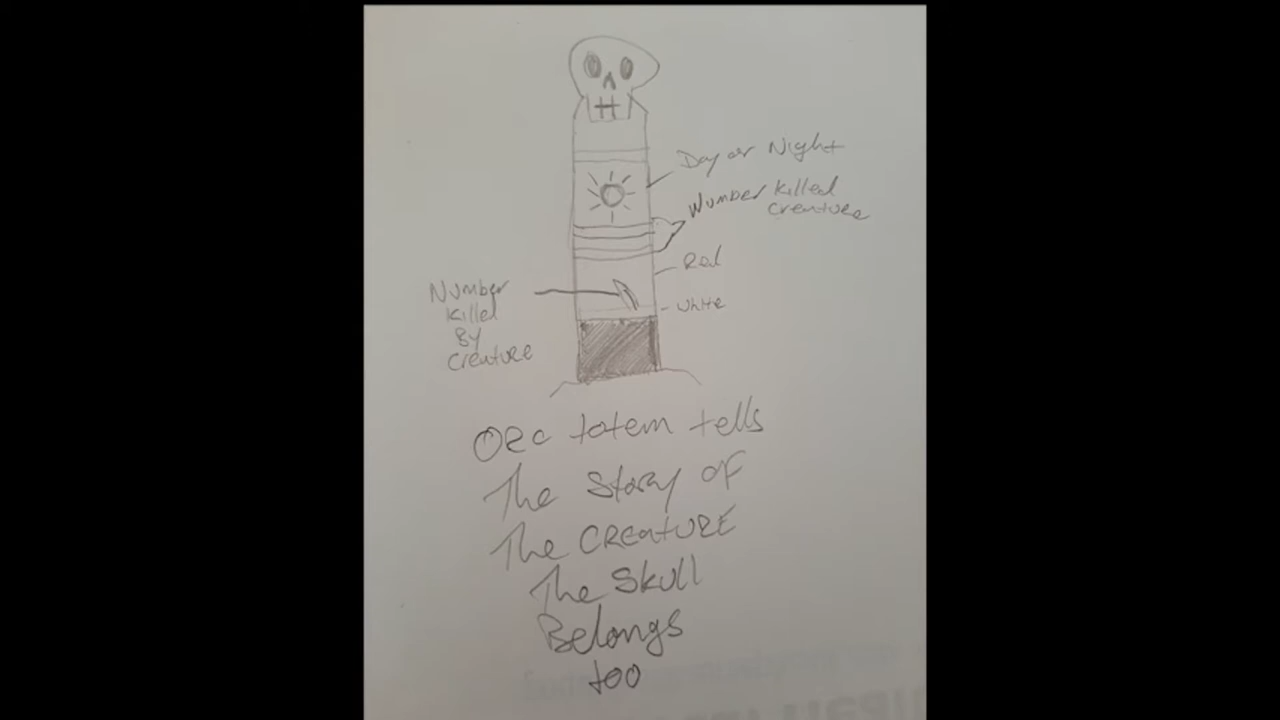 Day or Night
Number Killed
Creature
Red
White
Number
Killed
By
Creature
ORC totem tells
The Story of
The CREATURE
The Skull
Belongs
too